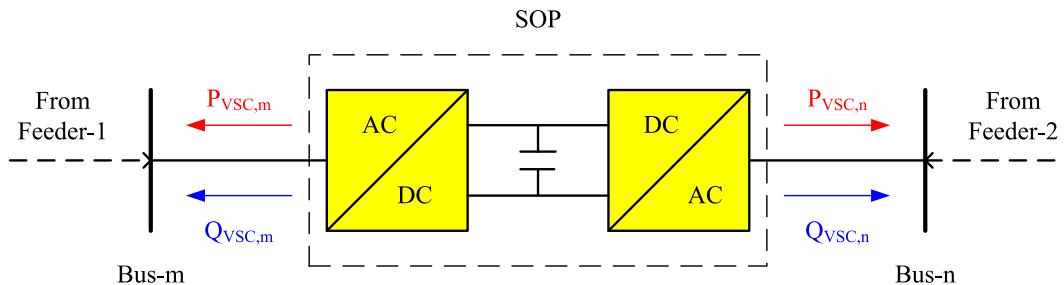 SOP
From
Feeder-1
P_VSC,m
AC
DC
Q_VSC,m
Bus-m
DC
AC
P_VSC,n
Q_VSC,n
From
Feeder-2
Bus-n